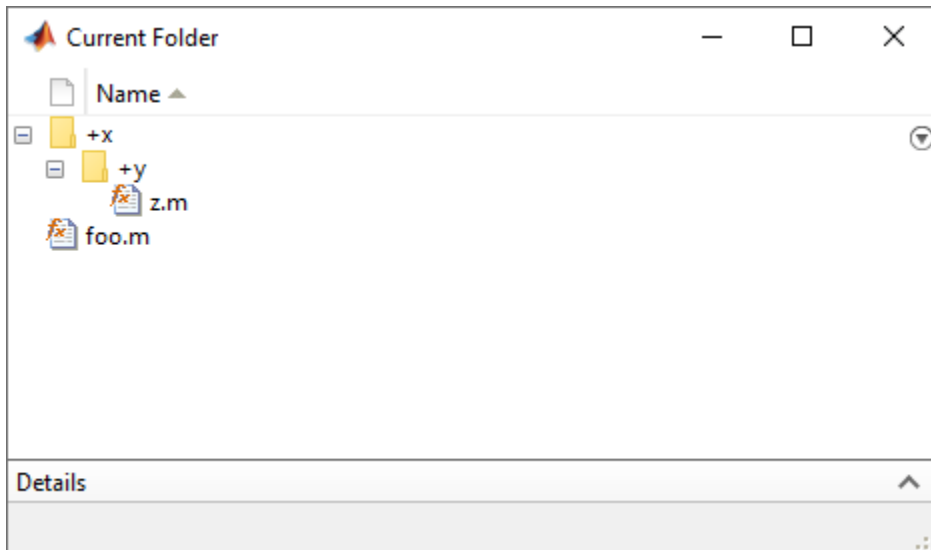 Current Folder
Name
+x
+y
z.m
foo.m
Details